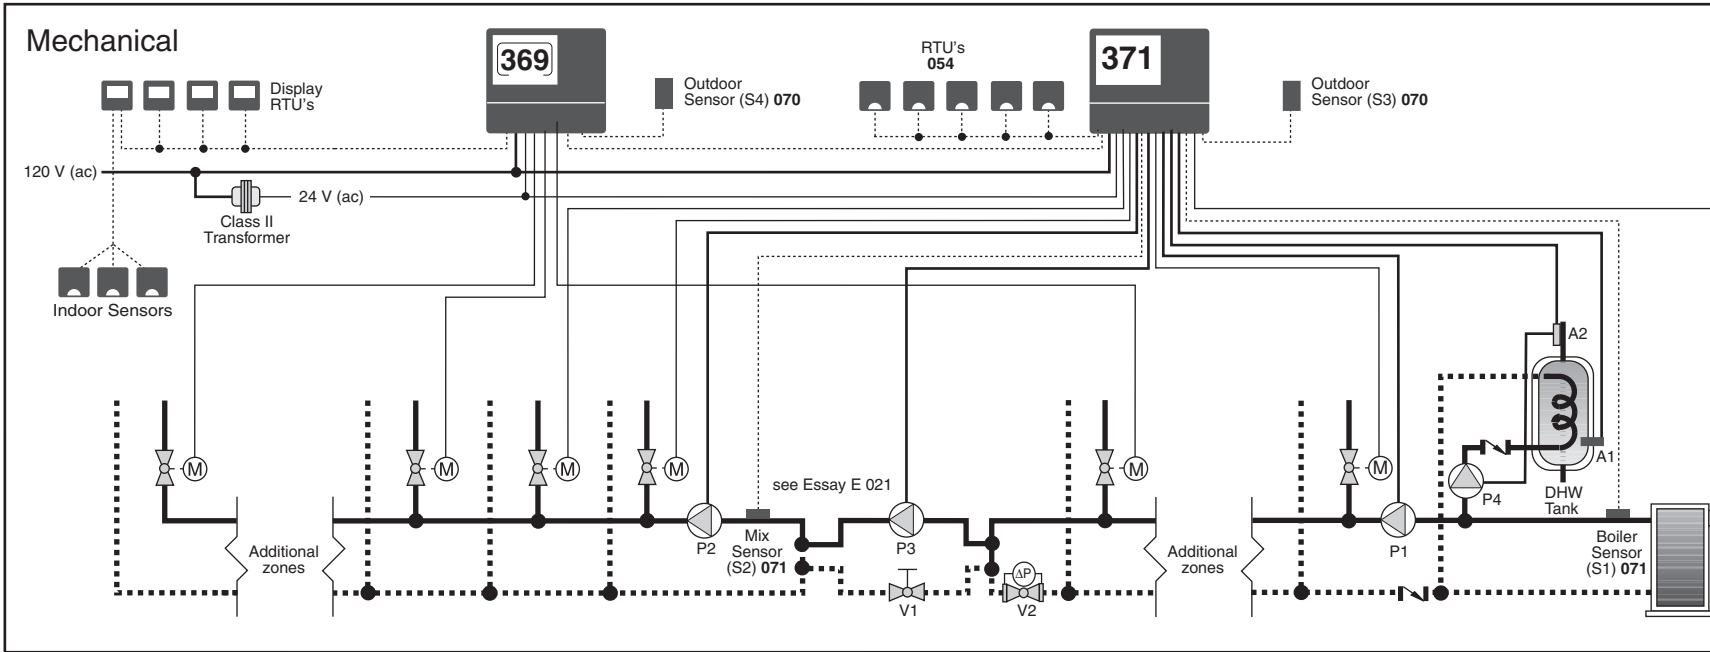 Mechanical
369
371
RTU's
054
Display
RTU's
Outdoor
Sensor (S4) 070
Outdoor
Sensor (S3) 070
120 V (ac)
24 V (ac)
Class II
Transformer
Indoor Sensors
A2
A1
M
M
M
M
M
M
see Essay E 021
P4
DHW
Tank
P2
Mix
Sensor
(S2) 071
P3
P1
Boiler
Sensor
(S1) 071
Additional
zones
Additional
zones
ΔP
V1
V2